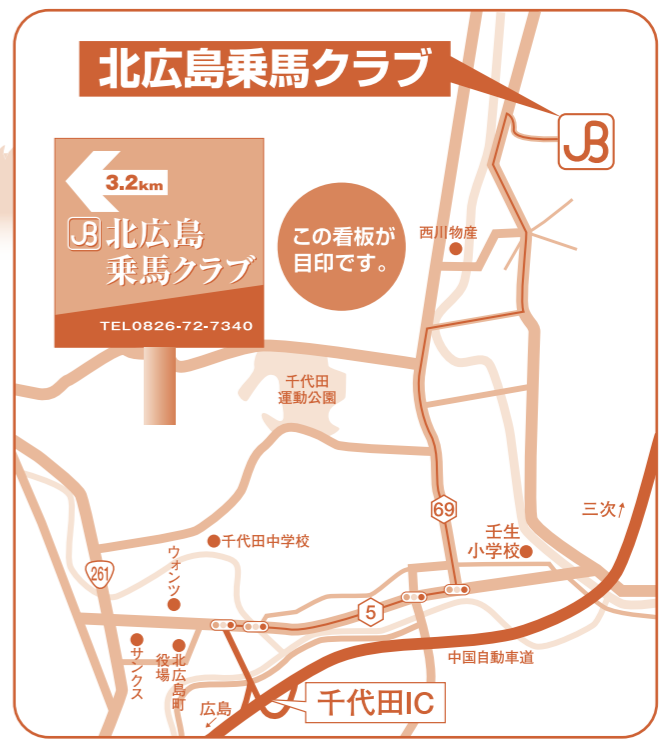 北広島乗馬クラブ
JB
3.2km
JB 北広島
乗馬クラブ
TEL0826-72-7340
この看板が
目印です。
西川物産
千代田
運動公園
69
三次↑
壬生
小学校
千代田中学校
ウォンツ
261
5
サンクス
北広島町
役場
中国自動車道
広島
千代田IC